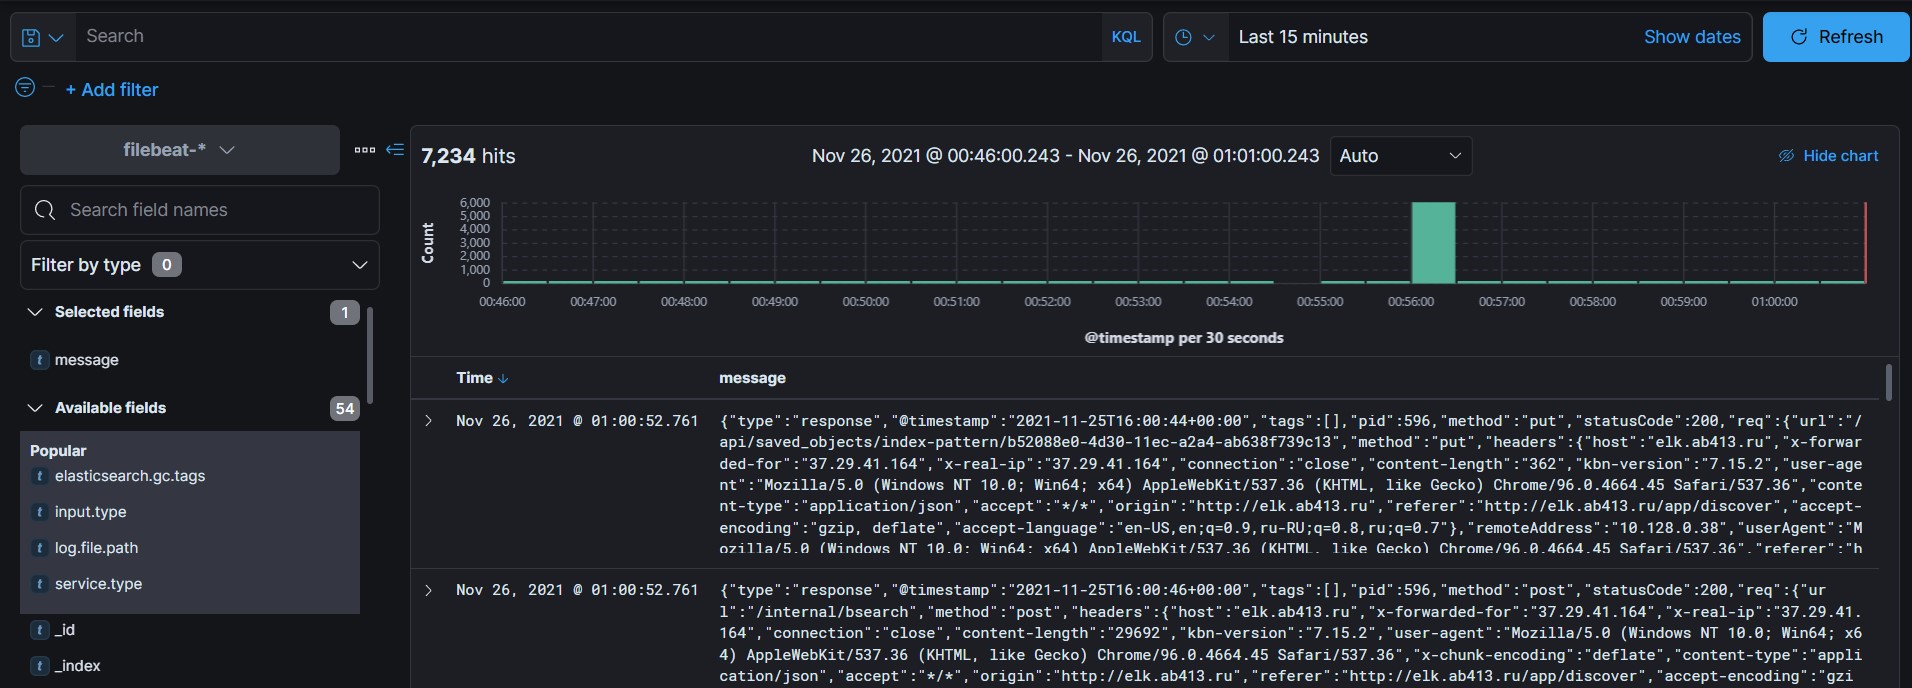 Search KQL Last 15 minutes Show dates Refresh
+ Add filter
filebeat-*
Search field names
Filter by type 0
Selected fields 1
t message
Available fields 54
Popular
t elasticsearch.gc.tags
t input.type
t log.file.path
t service.type
t _id
t _index
7,234 hits Nov 26, 2021 @ 00:46:00.243 - Nov 26, 2021 @ 01:01:00.243 Auto Hide chart
Count
6,000
5,000
4,000
3,000
2,000
1,000
0
00:46:00 00:47:00 00:48:00 00:49:00 00:50:00 00:51:00 00:52:00 00:53:00 00:54:00 00:55:00 00:56:00 00:57:00 00:58:00 00:59:00 01:00:00
@timestamp per 30 seconds
Time message
Nov 26, 2021 @ 01:00:52.761 {"type":"response","@timestamp":"2021-11-25T16:00:44+00:00","tags":[],"pid":596,"method":"put","statusCode":200,"req":{"url":"/
api/saved_objects/index-pattern/b52088e0-4d30-11ec-a2a4-ab638f739c13","method":"put","headers":{"host":"elk.ab413.ru","x-forwar
ded-for":"37.29.41.164","x-real-ip":"37.29.41.164","connection":"close","content-length":"362","kbn-version":"7.15.2","user-age
nt":"Mozilla/5.0 (Windows NT 10.0; Win64; x64) AppleWebKit/537.36 (KHTML, like Gecko) Chrome/96.0.4664.45 Safari/537.36","conte
nt-type":"application/json","accept":"*/*","origin":"http://elk.ab413.ru","referer":"http://elk.ab413.ru/app/discover","accept-
encoding":"gzip, deflate","accept-language":"en-US,en;q=0.9,ru-RU;q=0.8,ru;q=0.7"},"remoteAddress":"10.128.0.38","userAgent":"M
ozilla/5.0 (Windows NT 10.0; Win64; x64) AppleWebKit/537.36 (KHTML, like Gecko) Chrome/96.0.4664.45 Safari/537.36","referer":"h
Nov 26, 2021 @ 01:00:52.761 {"type":"response","@timestamp":"2021-11-25T16:00:46+00:00","tags":[],"pid":596,"method":"post","statusCode":200,"req":{"ur
l":"/internal/bsearch","method":"post","headers":{"host":"elk.ab413.ru","x-forwarded-for":"37.29.41.164","x-real-ip":"37.29.41.
164","connection":"close","content-length":"29692","kbn-version":"7.15.2","user-agent":"Mozilla/5.0 (Windows NT 10.0; Win64; x6
4) AppleWebKit/537.36 (KHTML, like Gecko) Chrome/96.0.4664.45 Safari/537.36","x-chunk-encoding":"deflate","content-type":"appli
cation/json","accept":"*/*","origin":"http://elk.ab413.ru","referer":"http://elk.ab413.ru/app/discover","accept-encoding":"gzi